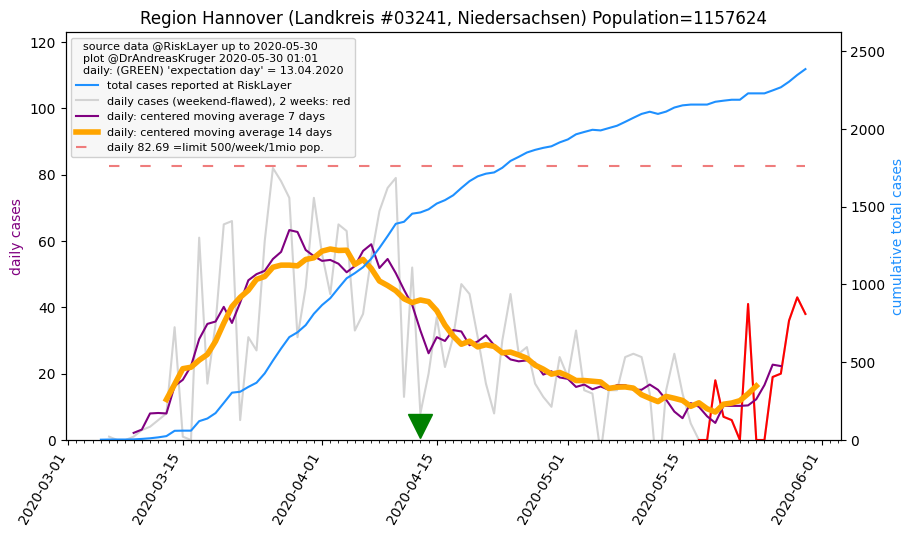 Region Hannover (Landkreis #03241, Niedersachsen) Population=1157624
source data @RiskLayer up to 2020-05-30
plot @DrAndreasKruger 2020-05-30 01:01
daily: (GREEN) 'expectation day' = 13.04.2020
total cases reported at RiskLayer
daily cases (weekend-flawed), 2 weeks: red
daily: centered moving average 7 days
daily: centered moving average 14 days
daily 82.69 =limit 500/week/1mio pop.
daily cases
120
100
80
60
40
20
0
cumulative total cases
2500
2000
1500
1000
500
0
2020-03-01
2020-03-15
2020-04-01
2020-04-15
2020-05-01
2020-05-15
2020-06-01